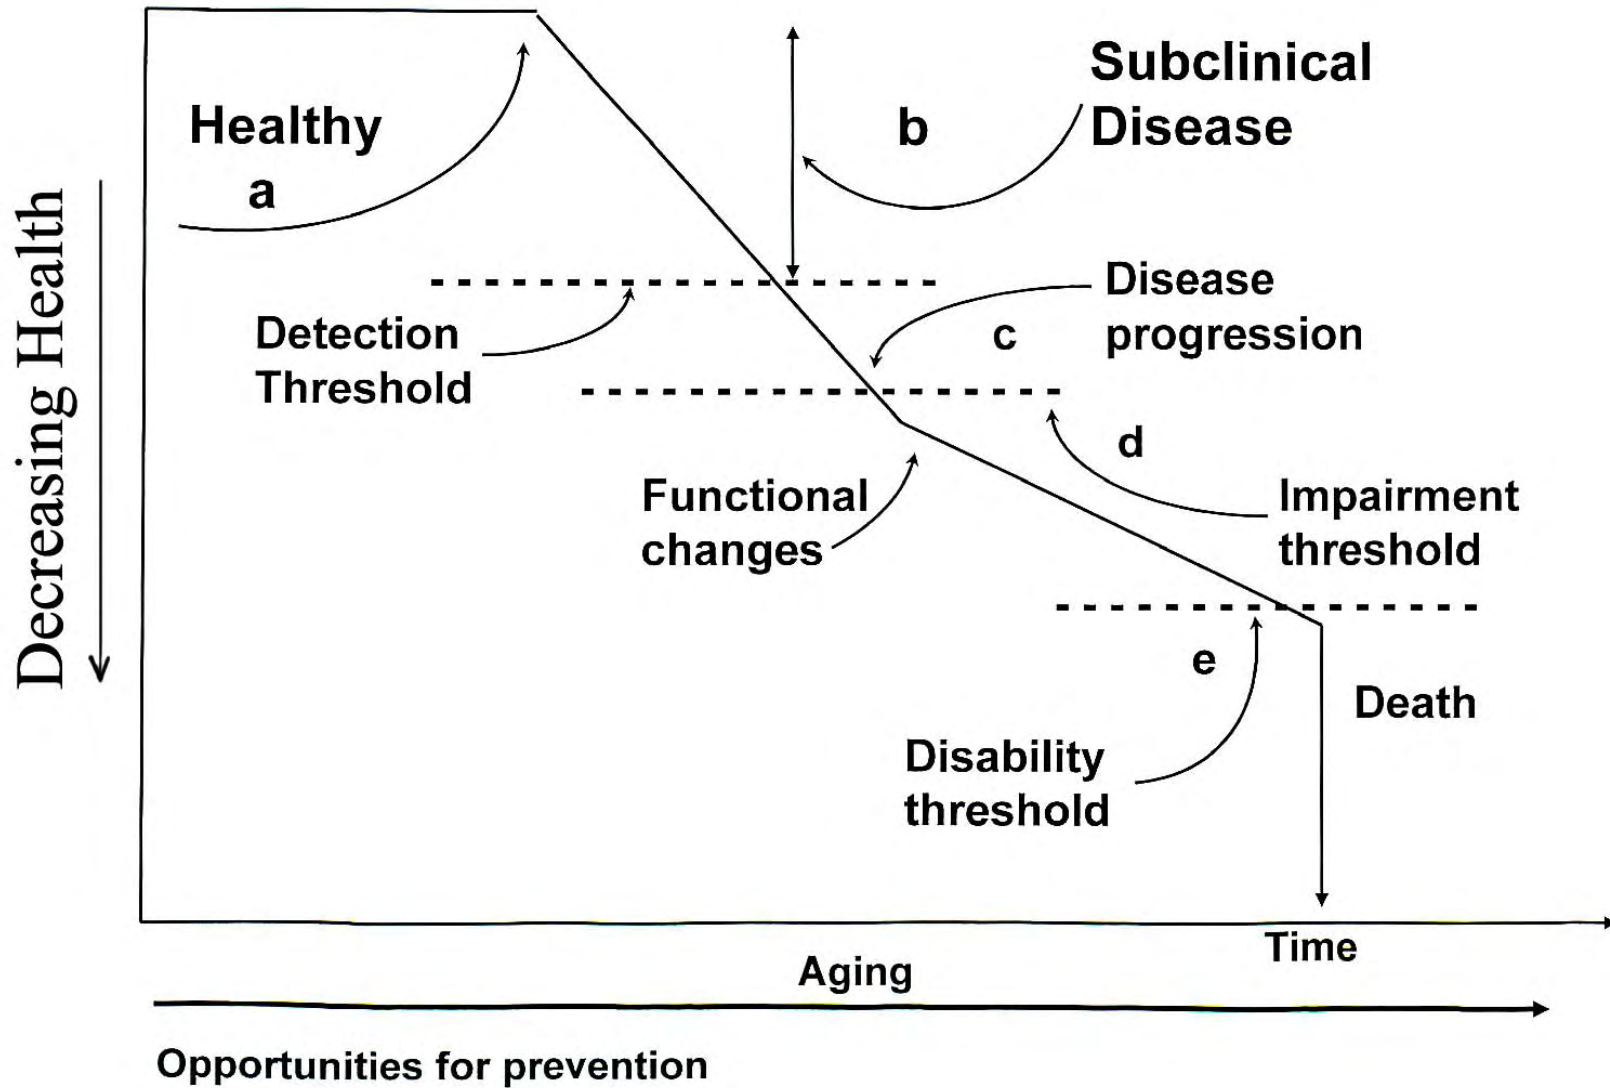 Subclinical
Disease
Healthy
a
b
Decreasing Health
Detection
Threshold
Disease
progression
c
d
Functional
changes
Impairment
threshold
e
Death
Disability
threshold
Time
Aging
Opportunities for prevention